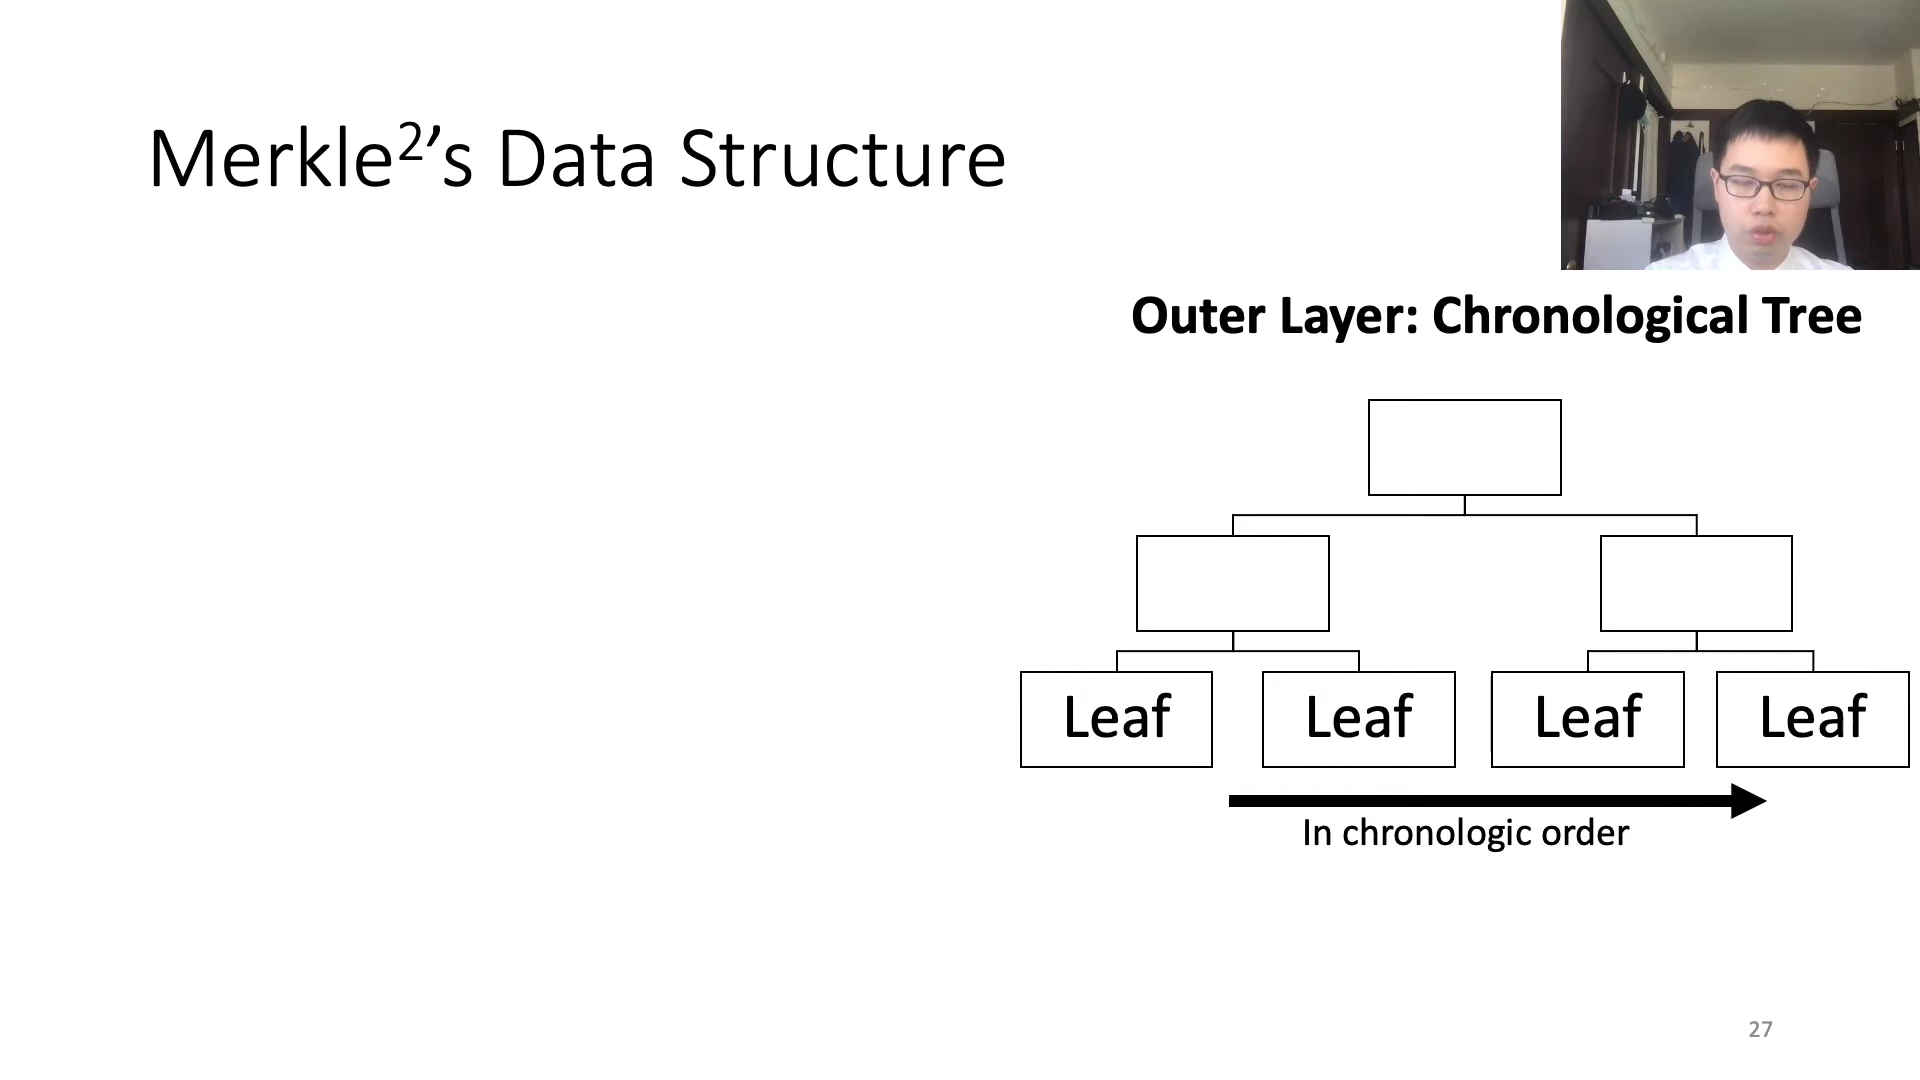 Merkle²’s Data Structure
Outer Layer: Chronological Tree
Leaf Leaf Leaf Leaf
In chronologic order
27